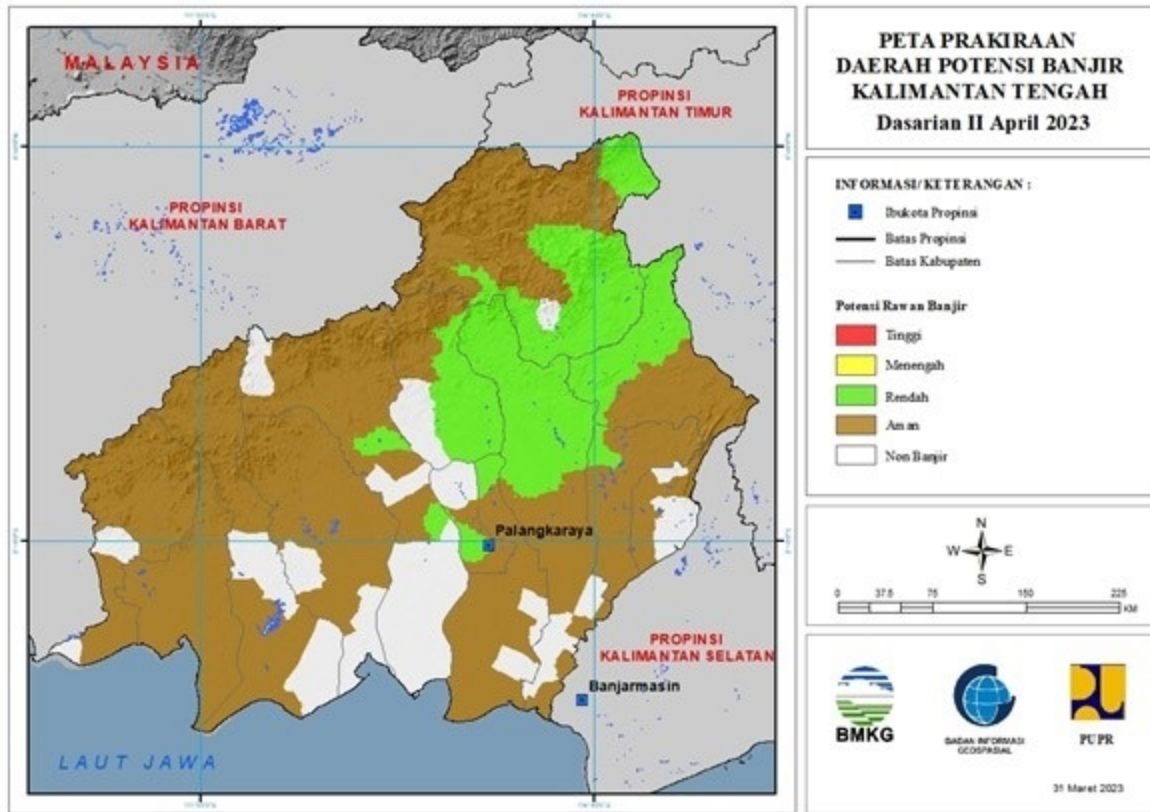 MALAYSIA
PROPINSI
KALIMANTAN TIMUR
PROPINSI
KALIMANTAN BARAT
Palangkaraya
PROPINSI
KALIMANTAN SELATAN
Banjarmasin
LAUT JAWA
PETA PRAKIRAAN
DAERAH POTENSI BANJIR
KALIMANTAN TENGAH
Dasarian II April 2023
INFORMASI/KETERANGAN :
Ibukota Propinsi
Batas Propinsi
Batas Kabupaten
Potensi Rawan Banjir
Tinggi
Menengah
Rendah
Aman
Non Banjir
N
W E
S
0 37.5 75 150 225
KM
BMKG
BADAN INFORMASI
GEOSPASIAL
PUPR
31 Maret 2023